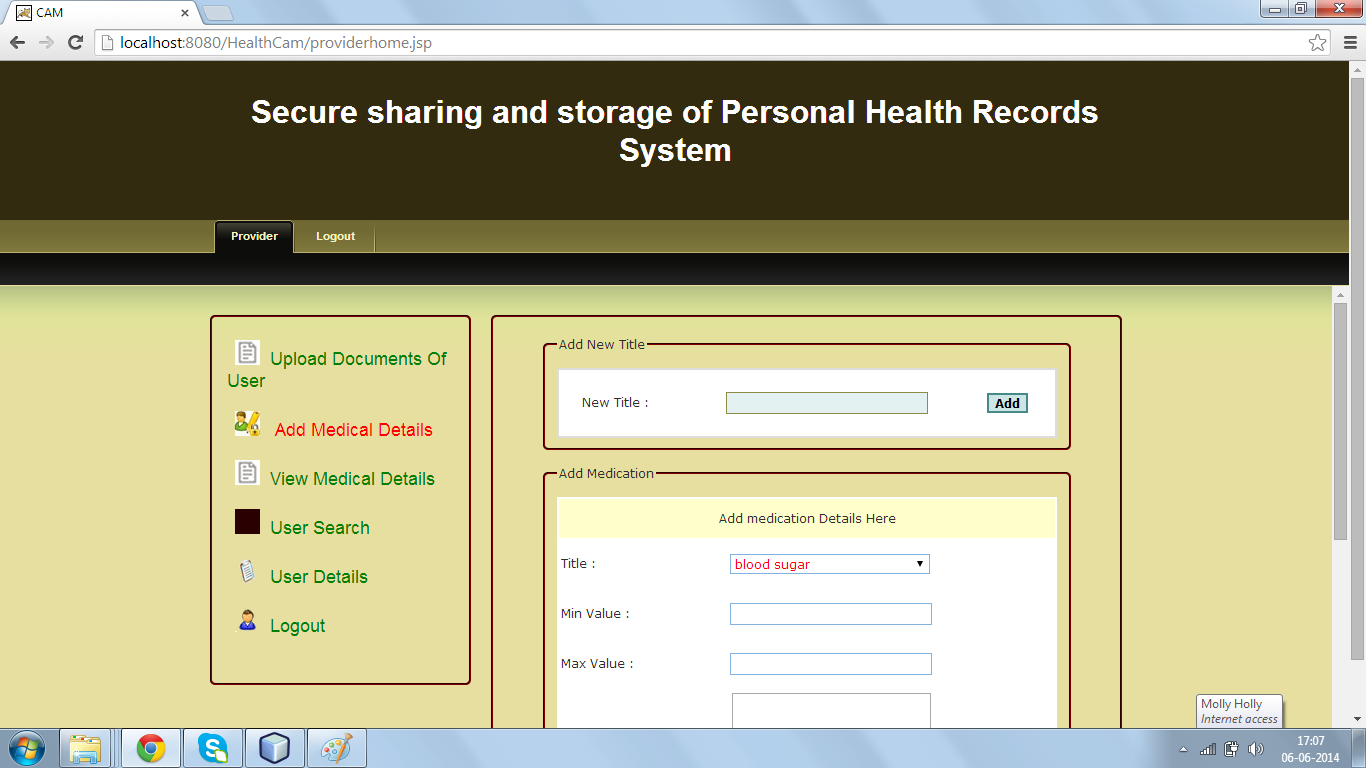 CAM
localhost:8080/HealthCam/providerhome.jsp
Secure sharing and storage of Personal Health Records
System
Provider
Logout
Upload Documents Of
User
Add Medical Details
View Medical Details
User Search
User Details
Logout
Add New Title
New Title :
Add
Add Medication
Add medication Details Here
Title :
blood sugar
Min Value :
Max Value :
Molly Holly
Internet access
17:07
06-06-2014